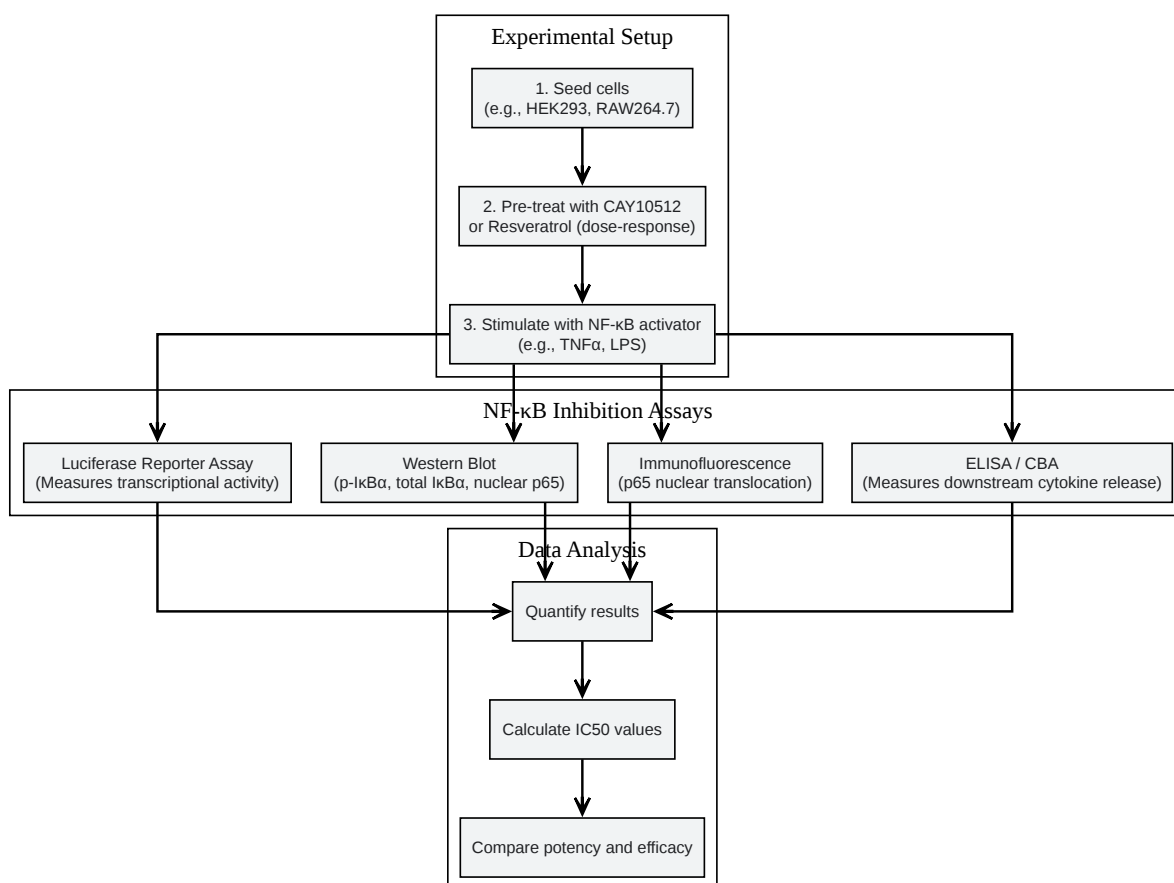 Experimental Setup
1. Seed cells
(e.g., HEK293, RAW264.7)
2. Pre-treat with CAY10512
or Resveratrol (dose-response)
3. Stimulate with NF-κB activator
(e.g., TNFα, LPS)
NF-κB Inhibition Assays
Luciferase Reporter Assay
(Measures transcriptional activity)
Western Blot
(p-IκBα, total IκBα, nuclear p65)
Immunofluorescence
(p65 nuclear translocation)
ELISA / CBA
(Measures downstream cytokine release)
Data Analysis
Quantify results
Calculate IC50 values
Compare potency and efficacy